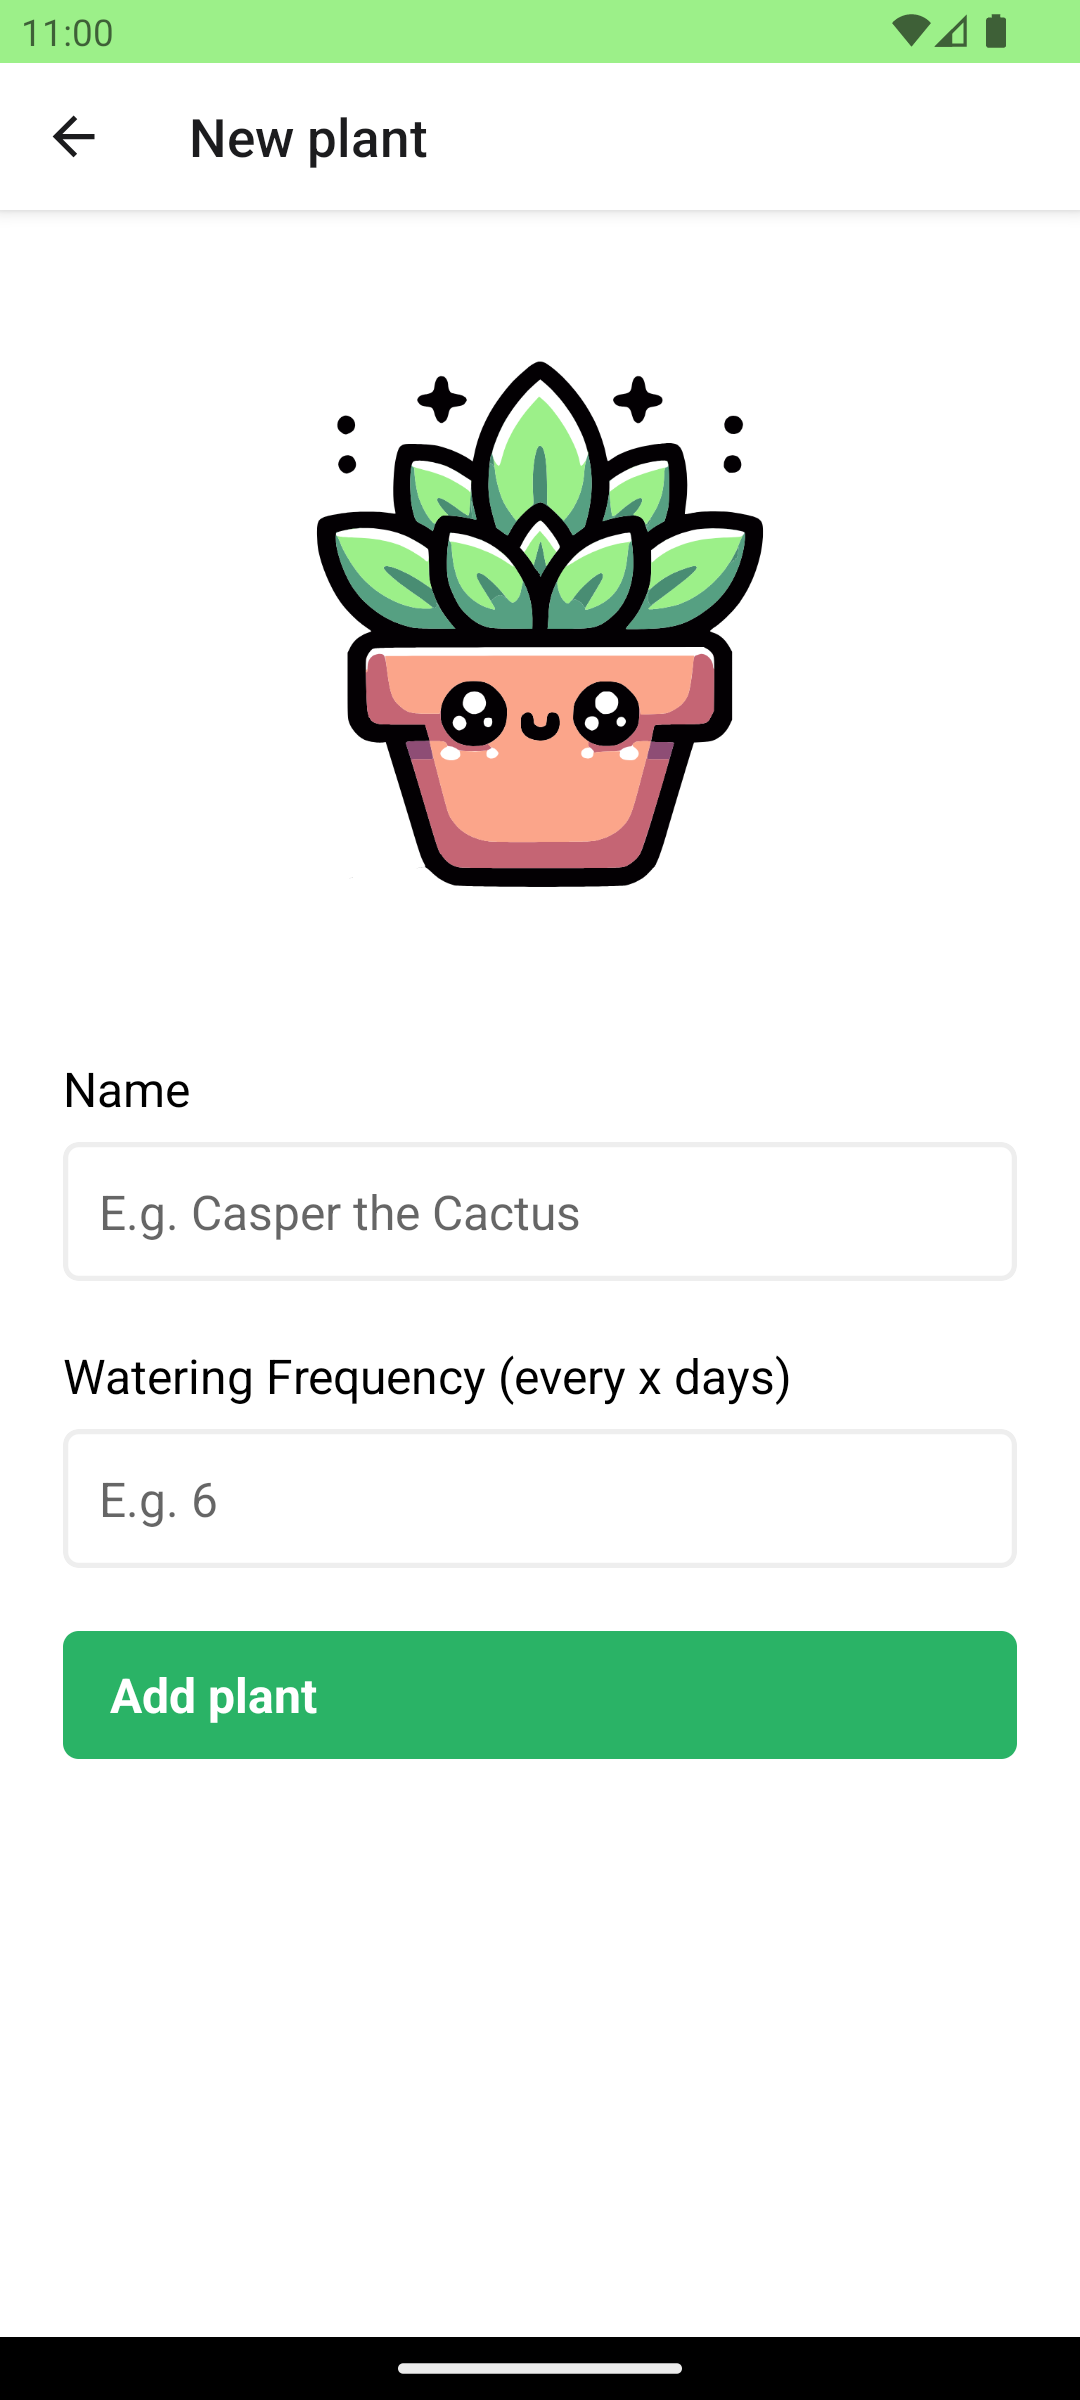 11:00
New plant
Name
E.g. Casper the Cactus
Watering Frequency (every x days)
E.g. 6
Add plant